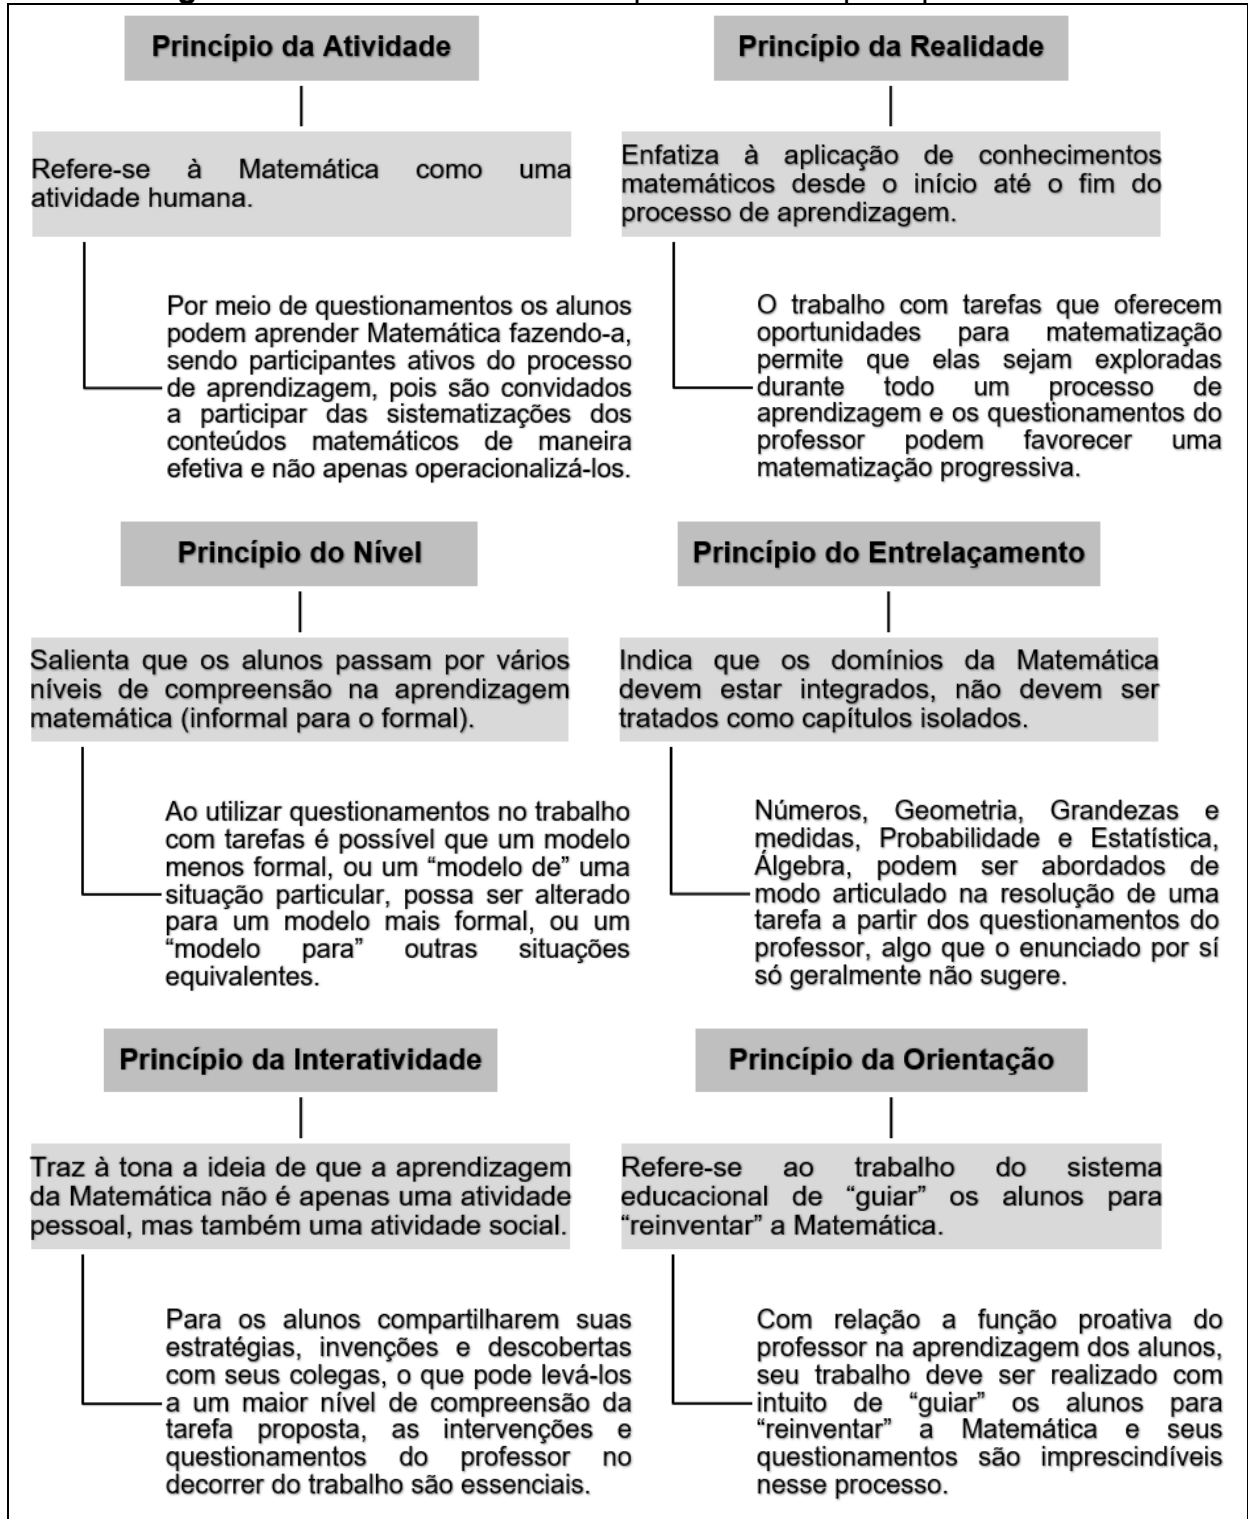 Princípio da Atividade
Refere-se à Matemática como uma
atividade humana.
Por meio de questionamentos os alunos
podem aprender Matemática fazendo-a,
sendo participantes ativos do processo
de aprendizagem, pois são convidados
a participar das sistematizações dos
conteúdos matemáticos de maneira
efetiva e não apenas operacionalizá-los.
Princípio da Realidade
Enfatiza à aplicação de conhecimentos
matemáticos desde o início até o fim do
processo de aprendizagem.
O trabalho com tarefas que oferecem
oportunidades para matematização
permite que elas sejam exploradas
durante todo um processo de
aprendizagem e os questionamentos do
professor podem favorecer uma
matematização progressiva.
Princípio do Nível
Salienta que os alunos passam por vários
níveis de compreensão na aprendizagem
matemática (informal para o formal).
Ao utilizar questionamentos no trabalho
com tarefas é possível que um modelo
menos formal, ou um “modelo de” uma
situação particular, possa ser alterado
para um modelo mais formal, ou um
“modelo para” outras situações
equivalentes.
Princípio do Entrelaçamento
Indica que os domínios da Matemática
devem estar integrados, não devem ser
tratados como capítulos isolados.
Números, Geometria, Grandezas e
medidas, Probabilidade e Estatística,
Álgebra, podem ser abordados de
modo articulado na resolução de uma
tarefa a partir dos questionamentos do
professor, algo que o enunciado por sí
só geralmente não sugere.
Princípio da Interatividade
Traz à tona a ideia de que a aprendizagem
da Matemática não é apenas uma atividade
pessoal, mas também uma atividade social.
Para os alunos compartilharem suas
estratégias, invenções e descobertas
com seus colegas, o que pode levá-los
a um maior nível de compreensão da
tarefa proposta, as intervenções e
questionamentos do professor no
decorrer do trabalho são essenciais.
Princípio da Orientação
Refere-se ao trabalho do sistema
educacional de “guiar” os alunos para
“reinventar” a Matemática.
Com relação a função proativa do
professor na aprendizagem dos alunos,
seu trabalho deve ser realizado com
intuito de “guiar” os alunos para
“reinventar” a Matemática e seus
questionamentos são imprescindíveis
nesse processo.